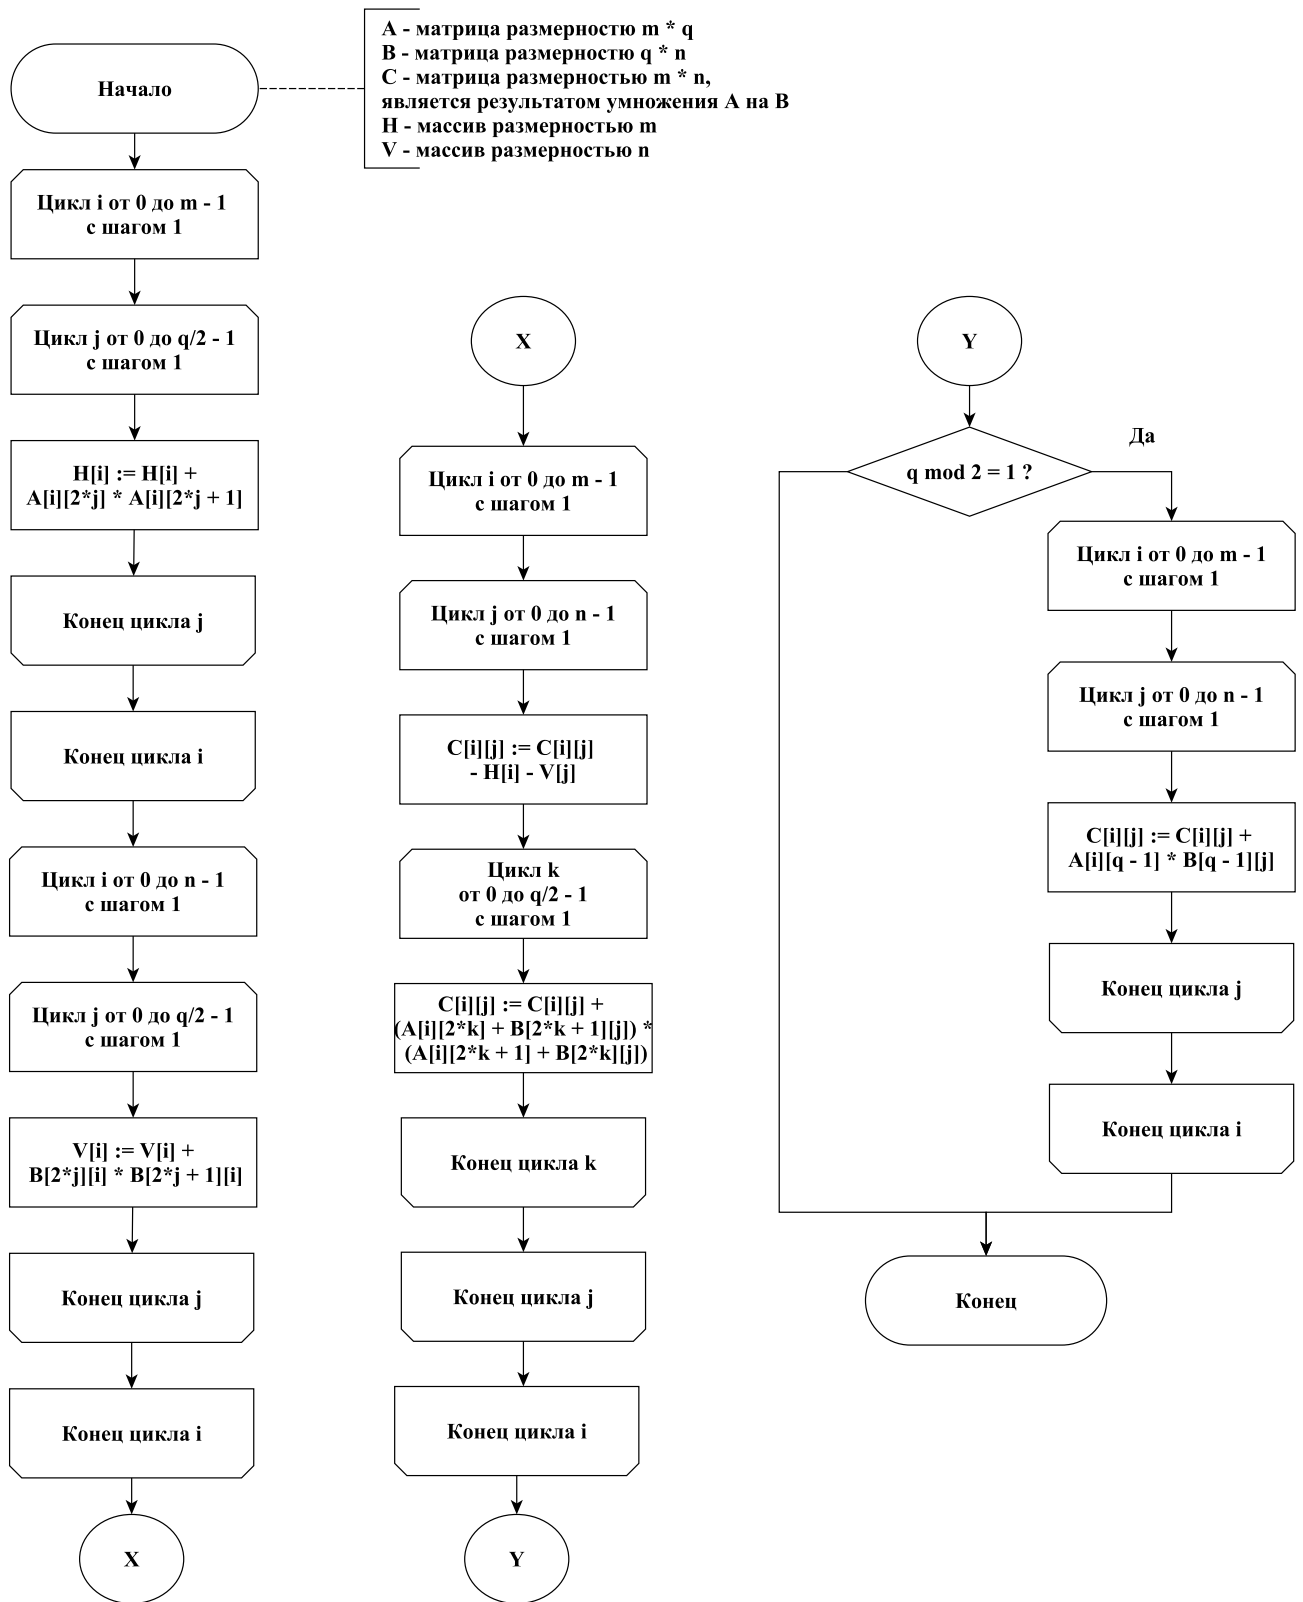 Начало
A - матрица размерностю m * q
B - матрица размерностю q * n
C - матрица размерностью m * n,
является результатом умножения A на B
H - массив размерностью m
V - массив размерностью n
Цикл i от 0 до m - 1
с шагом 1
Цикл j от 0 до q/2 - 1
с шагом 1
H[i] := H[i] +
A[i][2*j] * A[i][2*j + 1]
Конец цикла j
Конец цикла i
Цикл i от 0 до n - 1
с шагом 1
Цикл j от 0 до q/2 - 1
с шагом 1
V[i] := V[i] +
B[2*j][i] * B[2*j + 1][i]
Конец цикла j
Конец цикла i
X
X
Цикл i от 0 до m - 1
с шагом 1
Цикл j от 0 до n - 1
с шагом 1
C[i][j] := C[i][j]
- H[i] - V[j]
Цикл k
от 0 до q/2 - 1
с шагом 1
C[i][j] := C[i][j] +
(A[i][2*k] + B[2*k + 1][j]) *
(A[i][2*k + 1] + B[2*k][j])
Конец цикла k
Конец цикла j
Конец цикла i
Y
Y
q mod 2 = 1 ?
Да
Цикл i от 0 до m - 1
с шагом 1
Цикл j от 0 до n - 1
с шагом 1
C[i][j] := C[i][j] +
A[i][q - 1] * B[q - 1][j]
Конец цикла j
Конец цикла i
Конец